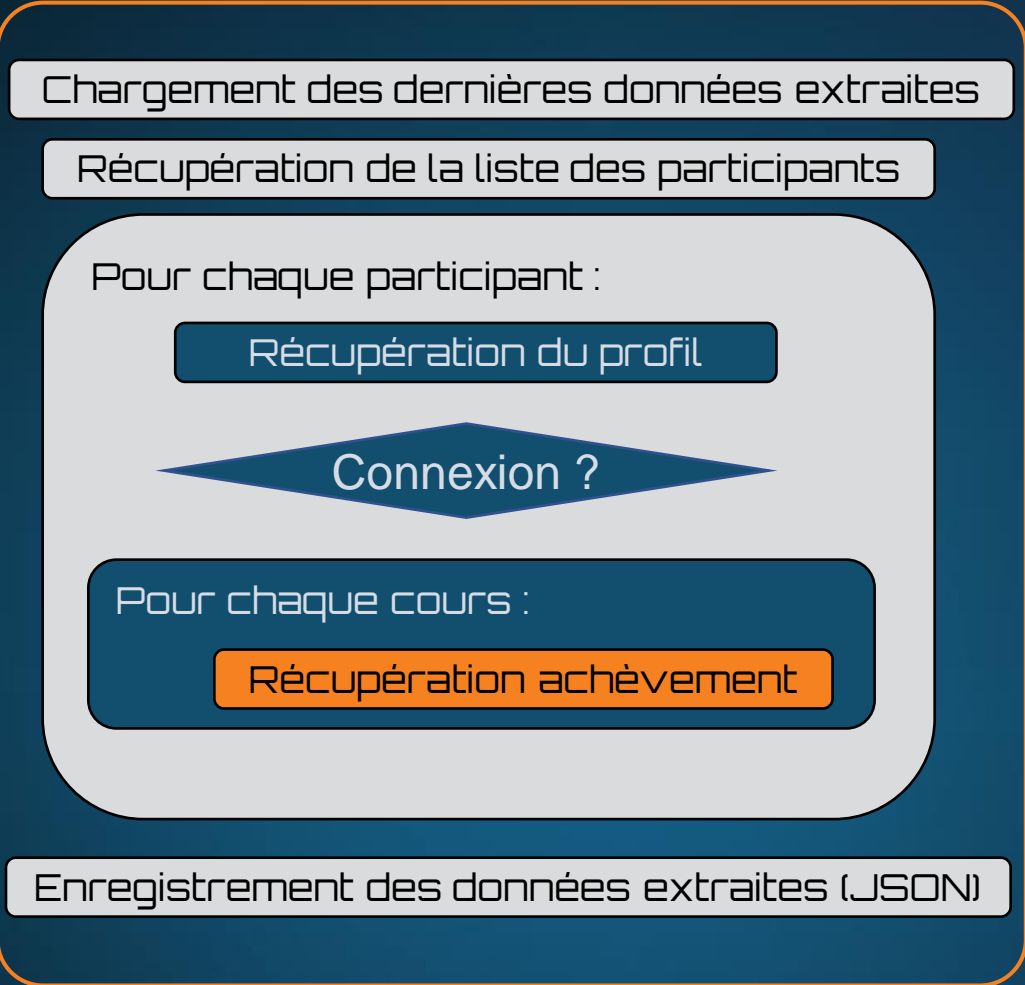 Chargement des dernières données extraites
Récupération de la liste des participants
Pour chaque participant :
Récupération du profil
Connexion ?
Pour chaque cours :
Récupération achèvement
Enregistrement des données extraites (JSON)